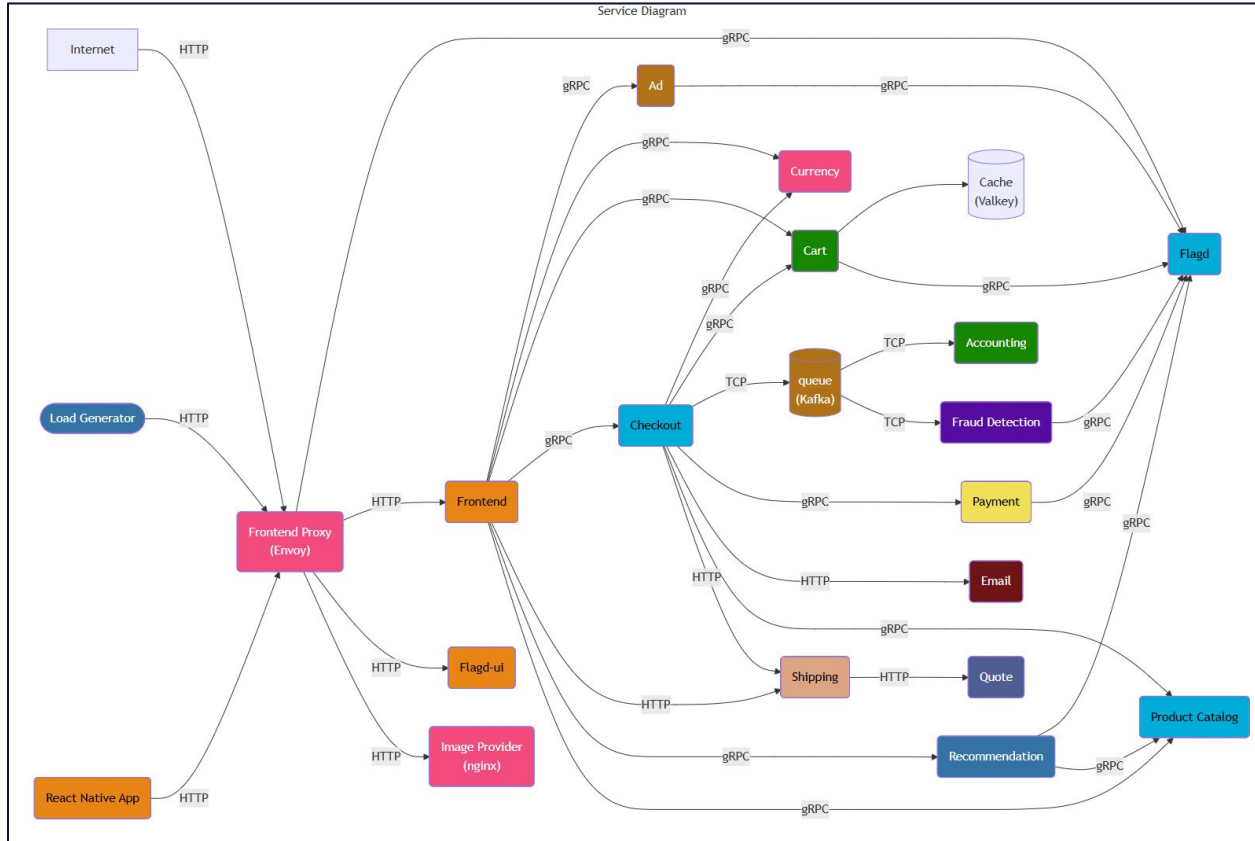 Service Diagram
Internet
HTTP
gRPC
gRPC
Ad
gRPC
gRPC
Currency
Cache
(Valkey)
gRPC
Cart
Flagd
gRPC
gRPC
gRPC
TCP
Accounting
queue
(Kafka)
TCP
Load Generator
HTTP
Checkout
TCP
Fraud Detection
gRPC
gRPC
HTTP
Frontend
gRPC
Payment
gRPC
gRPC
Frontend Proxy
(Envoy)
HTTP
HTTP
Email
gRPC
HTTP
Flagd-ui
Shipping
HTTP
Quote
HTTP
Product Catalog
HTTP
Image Provider
(nginx)
gRPC
Recommendation
gRPC
React Native App
HTTP
gRPC